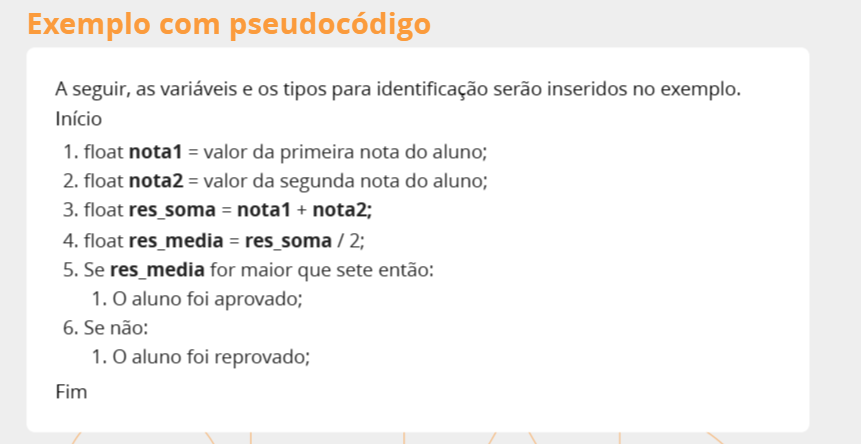 Exemplo com pseudocódigo
A seguir, as variáveis e os tipos para identificação serão inseridos no exemplo.
Início
1. float nota1 = valor da primeira nota do aluno;
2. float nota2 = valor da segunda nota do aluno;
3. float res_soma = nota1 + nota2;
4. float res_media = res_soma / 2;
5. Se res_media for maior que sete então:
1. O aluno foi aprovado;
6. Se não:
1. O aluno foi reprovado;
Fim